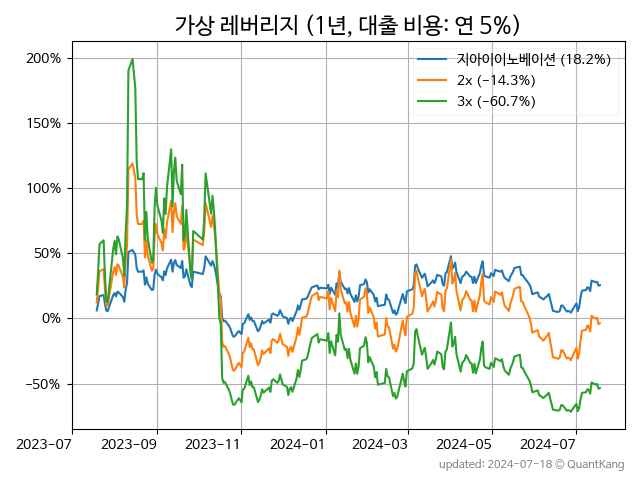 가상 레버리지 (1년, 대출 비용: 연 5%)
지아이이노베이션 (18.2%)
2x (−14.3%)
3x (−60.7%)
200%
150%
100%
50%
0%
−50%
2023-07 2023-09 2023-11 2024-01 2024-03 2024-05 2024-07
updated: 2024-07-18 © QuantKang